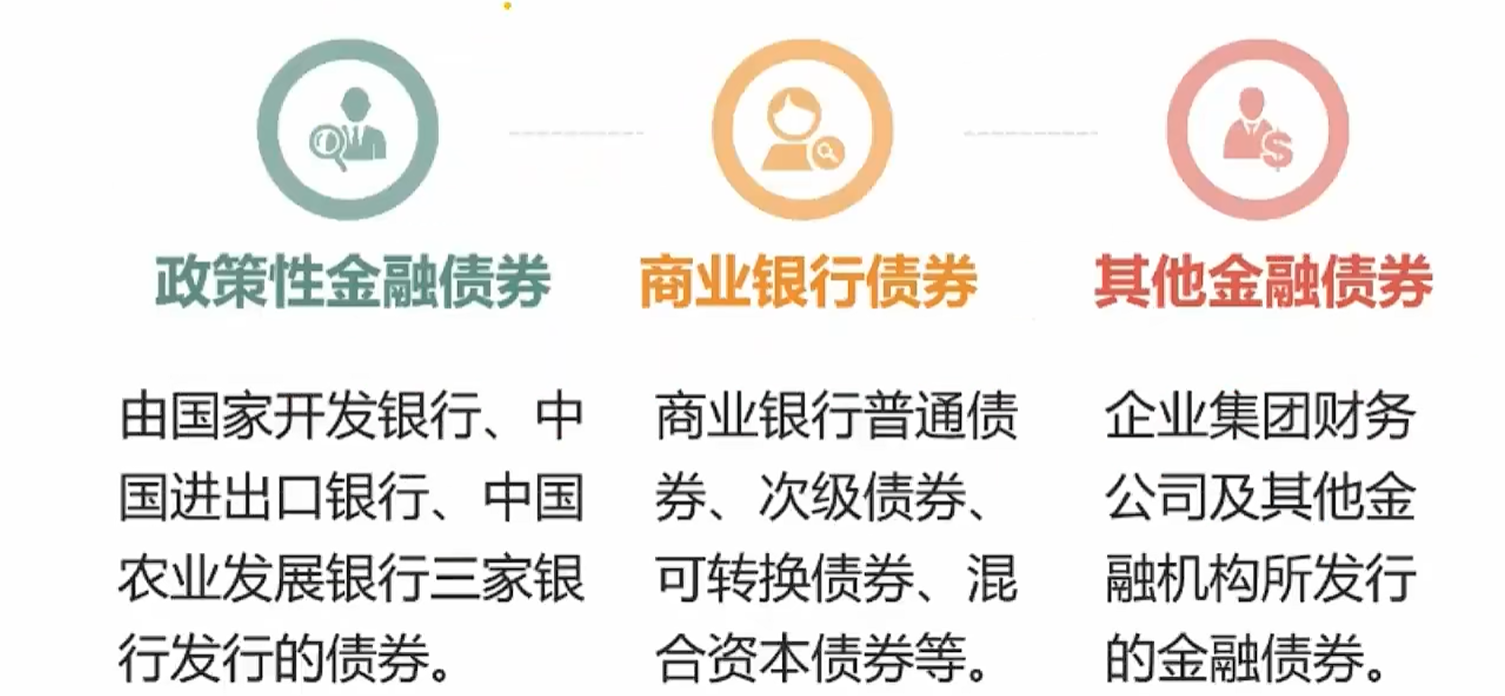 政策性金融债券
由国家开发银行、中
国进出口银行、中国
农业发展银行三家银
行发行的债券。
商业银行债券
商业银行普通债
券、次级债券、
可转换债券、混
合资本债券等。
其他金融债券
企业集团财务
公司及其他金
融机构所发行
的金融债券。